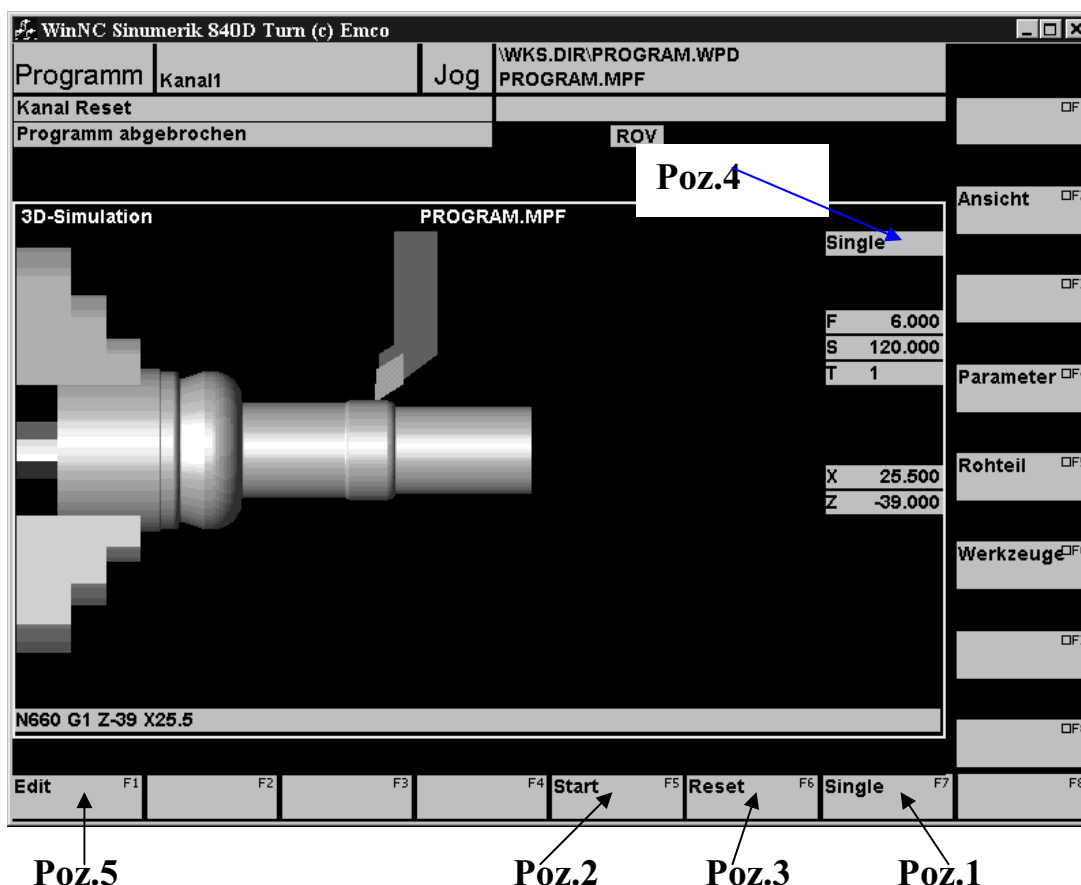 WinNC Sinumerik 840D Turn (c) Emco
Programm Kanal1 Jog \WKS.DIR\PROGRAM.WPD
PROGRAM.MPF
Kanal Reset
Programm abgebrochen ROV
Poz.4
3D-Simulation PROGRAM.MPF
Single
F 6.000
S 120.000
T 1
X 25.500
Z -39.000
N660 G1 Z-39 X25.5
Ansicht
Parameter
Rohteil
Werkzeuge
Edit F1 F2 F3 F4 Start F5 Reset F6 Single F7 F8
Poz.5 Poz.2 Poz.3 Poz.1